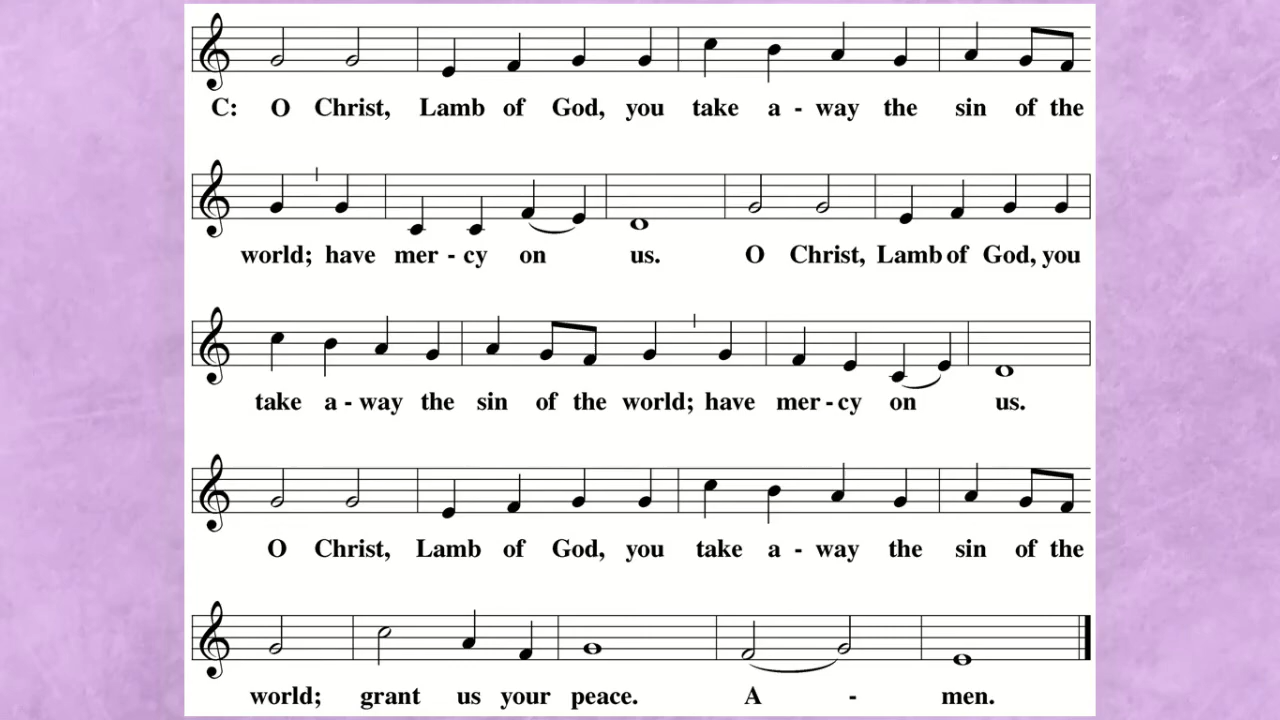 C: O Christ, Lamb of God, you take a - way the sin of the
world; have mer - cy on us. O Christ, Lamb of God, you
take a - way the sin of the world; have mer - cy on us.
O Christ, Lamb of God, you take a - way the sin of the
world; grant us your peace. A - men.